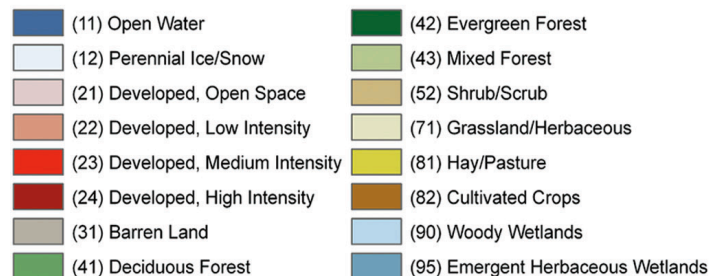 (11) Open Water
(12) Perennial Ice/Snow
(21) Developed, Open Space
(22) Developed, Low Intensity
(23) Developed, Medium Intensity
(24) Developed, High Intensity
(31) Barren Land
(41) Deciduous Forest
(42) Evergreen Forest
(43) Mixed Forest
(52) Shrub/Scrub
(71) Grassland/Herbaceous
(81) Hay/Pasture
(82) Cultivated Crops
(90) Woody Wetlands
(95) Emergent Herbaceous Wetlands